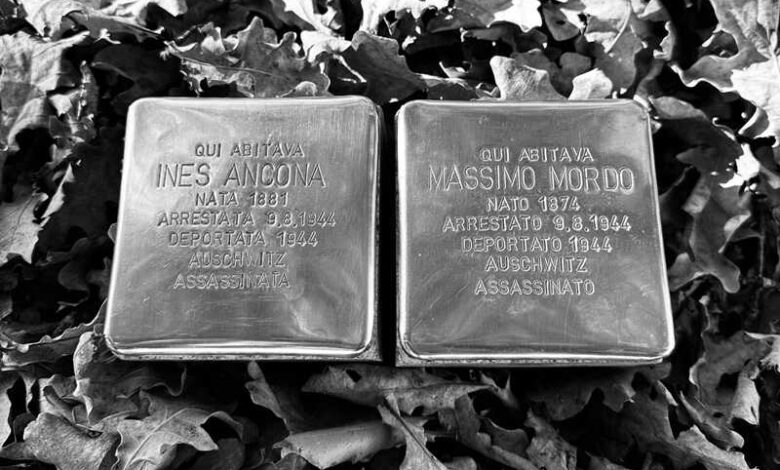 QUI ABITAVA
INES ANCONA
NATA 1881
ARRESTATA 9.8.1944
DEPORTATA 1944
AUSCHWITZ
ASSASSINATA
QUI ABITAVA
MASSIMO MORDO
NATO 1874
ARRESTATO 9.8.1944
DEPORTATO 1944
AUSCHWITZ
ASSASSINATO